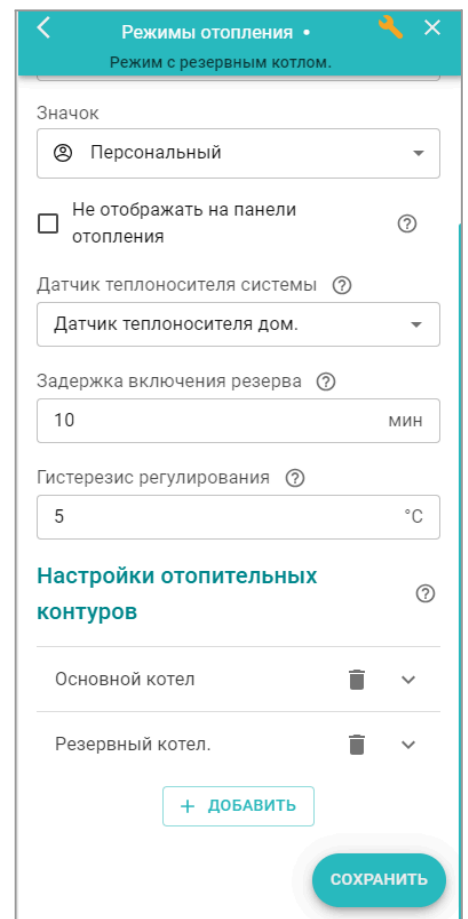 Режимы отопления •
Режим с резервным котлом.
Значок
Персональный
Не отображать на панели
отопления
Датчик теплоносителя системы
Датчик теплоносителя дом.
Задержка включения резерва
10 мин
Гистерезис регулирования
5 °C
Настройки отопительных
контуров
Основной котел
Резервный котел.
+ ДОБАВИТЬ
СОХРАНИТЬ